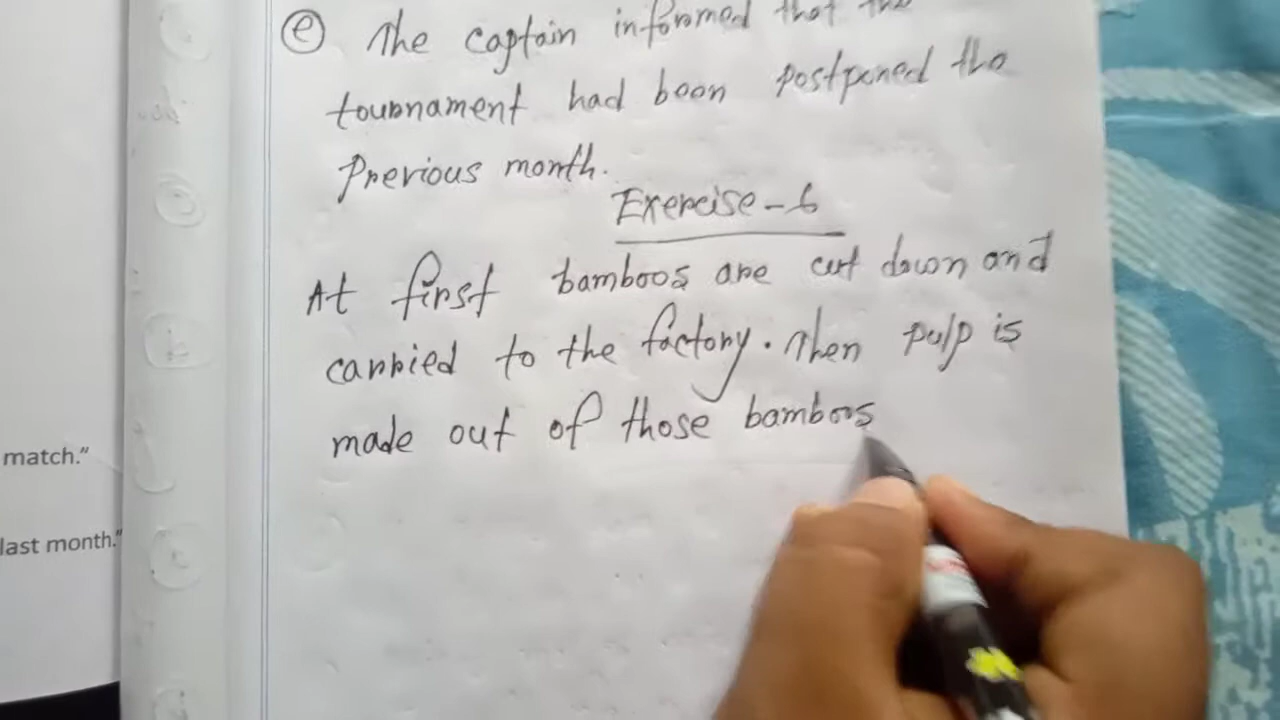 ⓔ The captain informed that the
tournament had been postponed the
Previous month.
Exercise-6
At first bamboos are cut down and
carried to the factory. Then pulp is
made out of those bamboos
match."
last month."